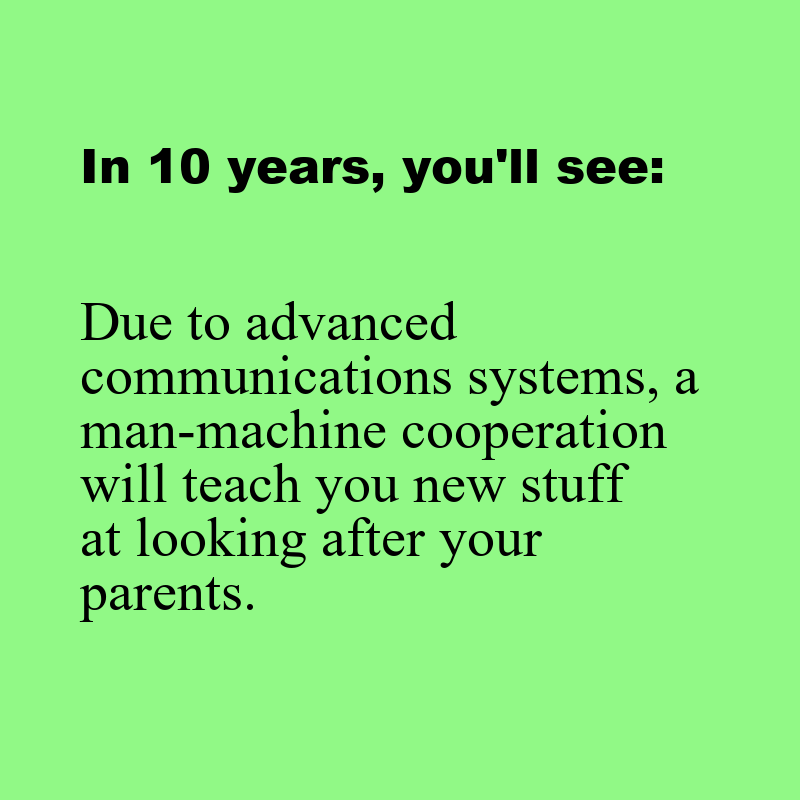 In 10 years, you'll see:
Due to advanced
communications systems, a
man-machine cooperation
will teach you new stuff
at looking after your
parents.